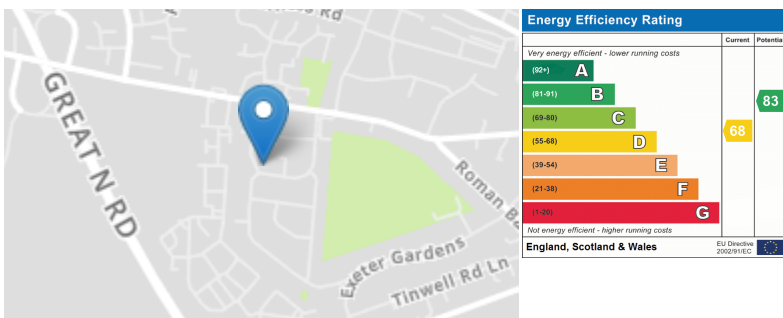 GREAT N RD
Roman
Exeter Gardens
Tinwell Rd Ln
Energy Efficiency Rating
Current Potential
Very energy efficient - lower running costs
(92+) A
(81-91) B
(69-80) C
(55-68) D
(39-54) E
(21-38) F
(1-20) G
68
83
Not energy efficient - higher running costs
England, Scotland & Wales
EU Directive
2002/91/EC